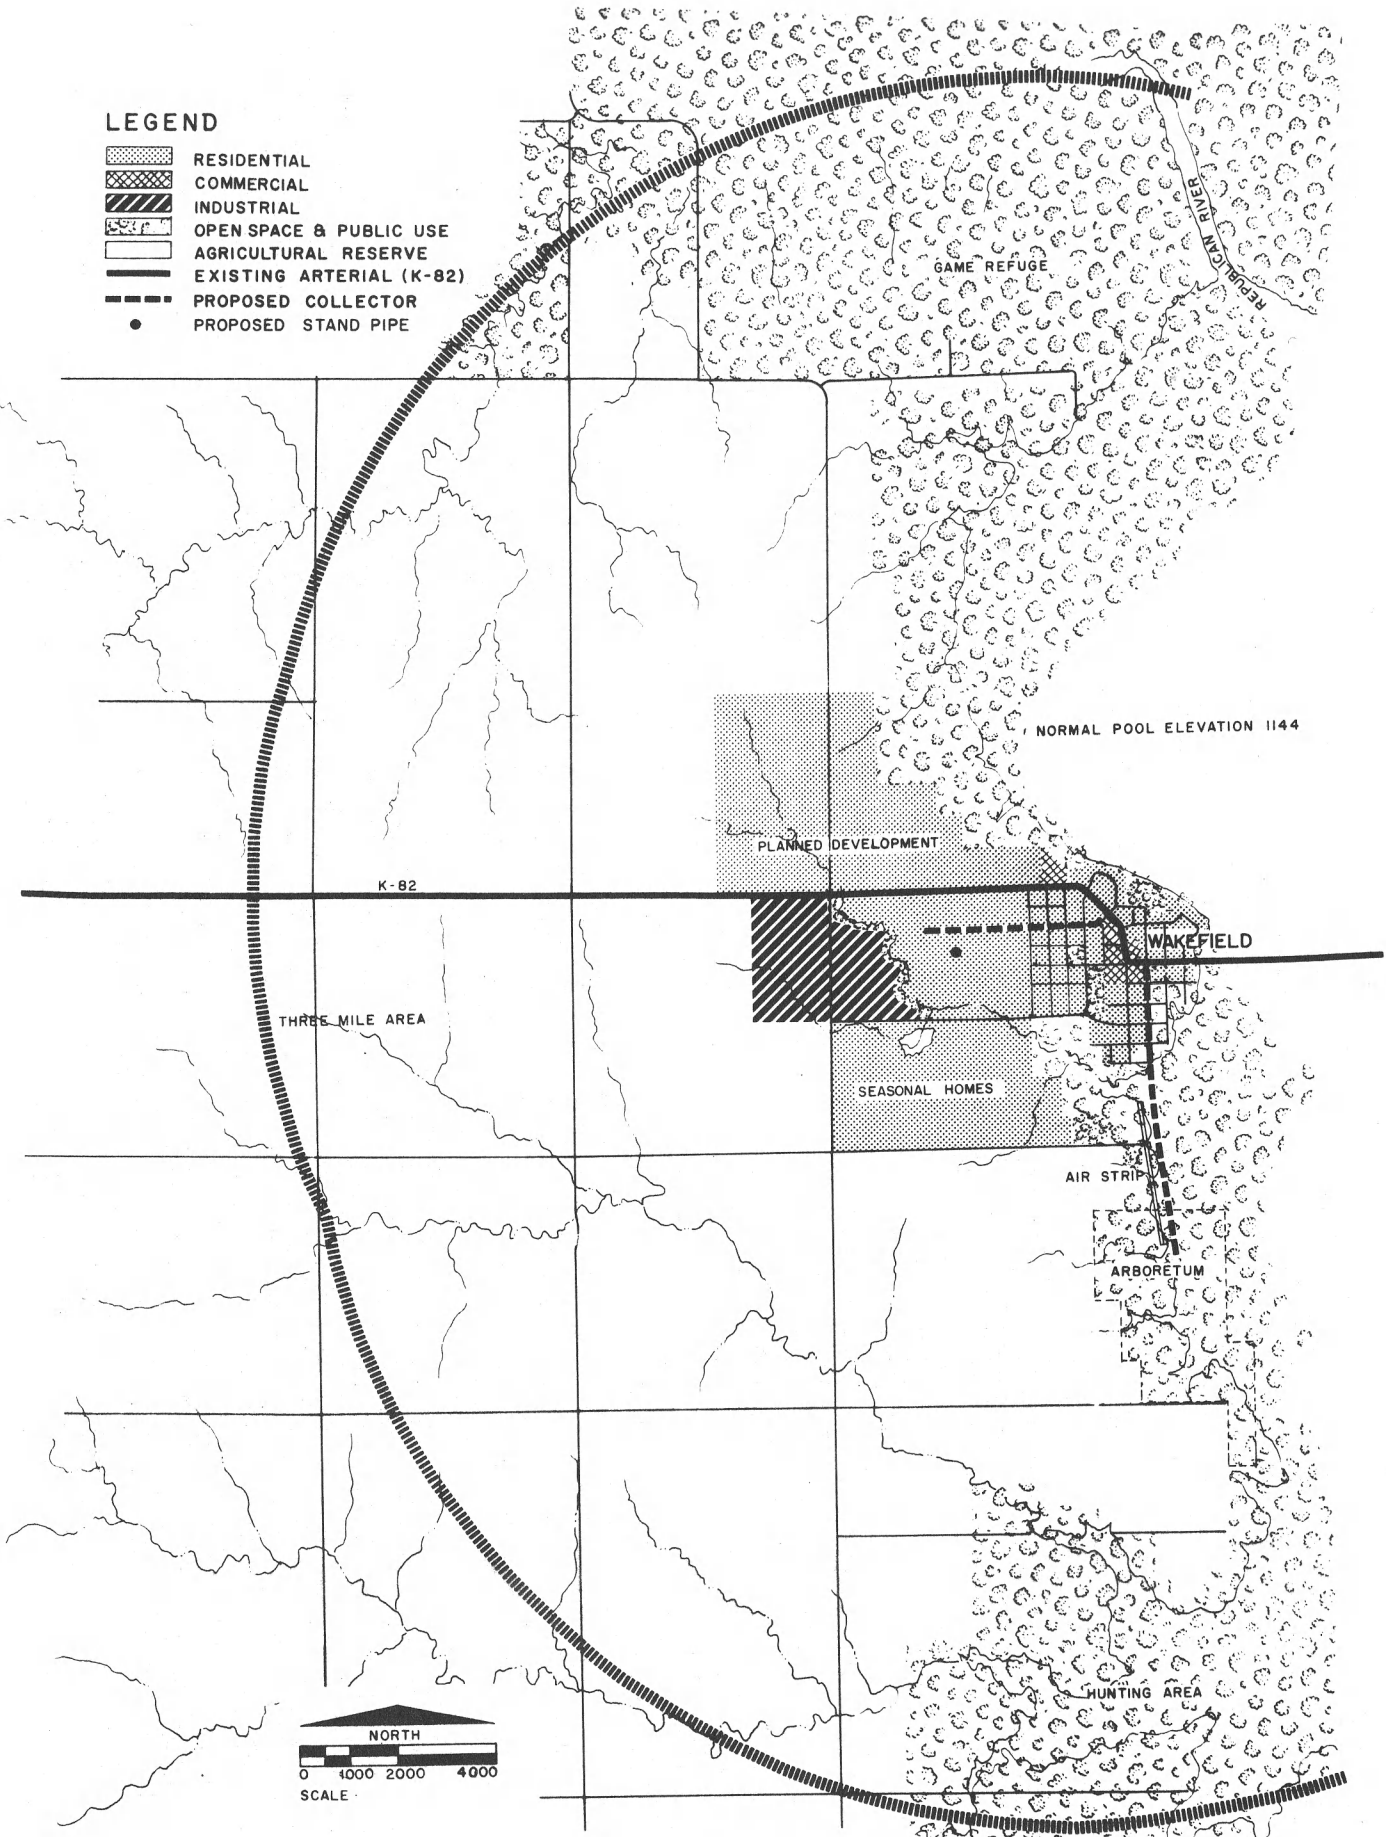 LEGEND
RESIDENTIAL
COMMERCIAL
INDUSTRIAL
OPEN SPACE & PUBLIC USE
AGRICULTURAL RESERVE
EXISTING ARTERIAL (K-82)
PROPOSED COLLECTOR
PROPOSED STAND PIPE
REPUBLICAN RIVER
REPUBLICAN
GAME REFUGE
NORMAL POOL ELEVATION 1144
PLANNED DEVELOPMENT
K-82
WAKEFIELD
THREE MILE AREA
SEASONAL HOMES
AIR STRIP
ARBORETUM
HUNTING AREA
NORTH
0 1000 2000 4000
SCALE